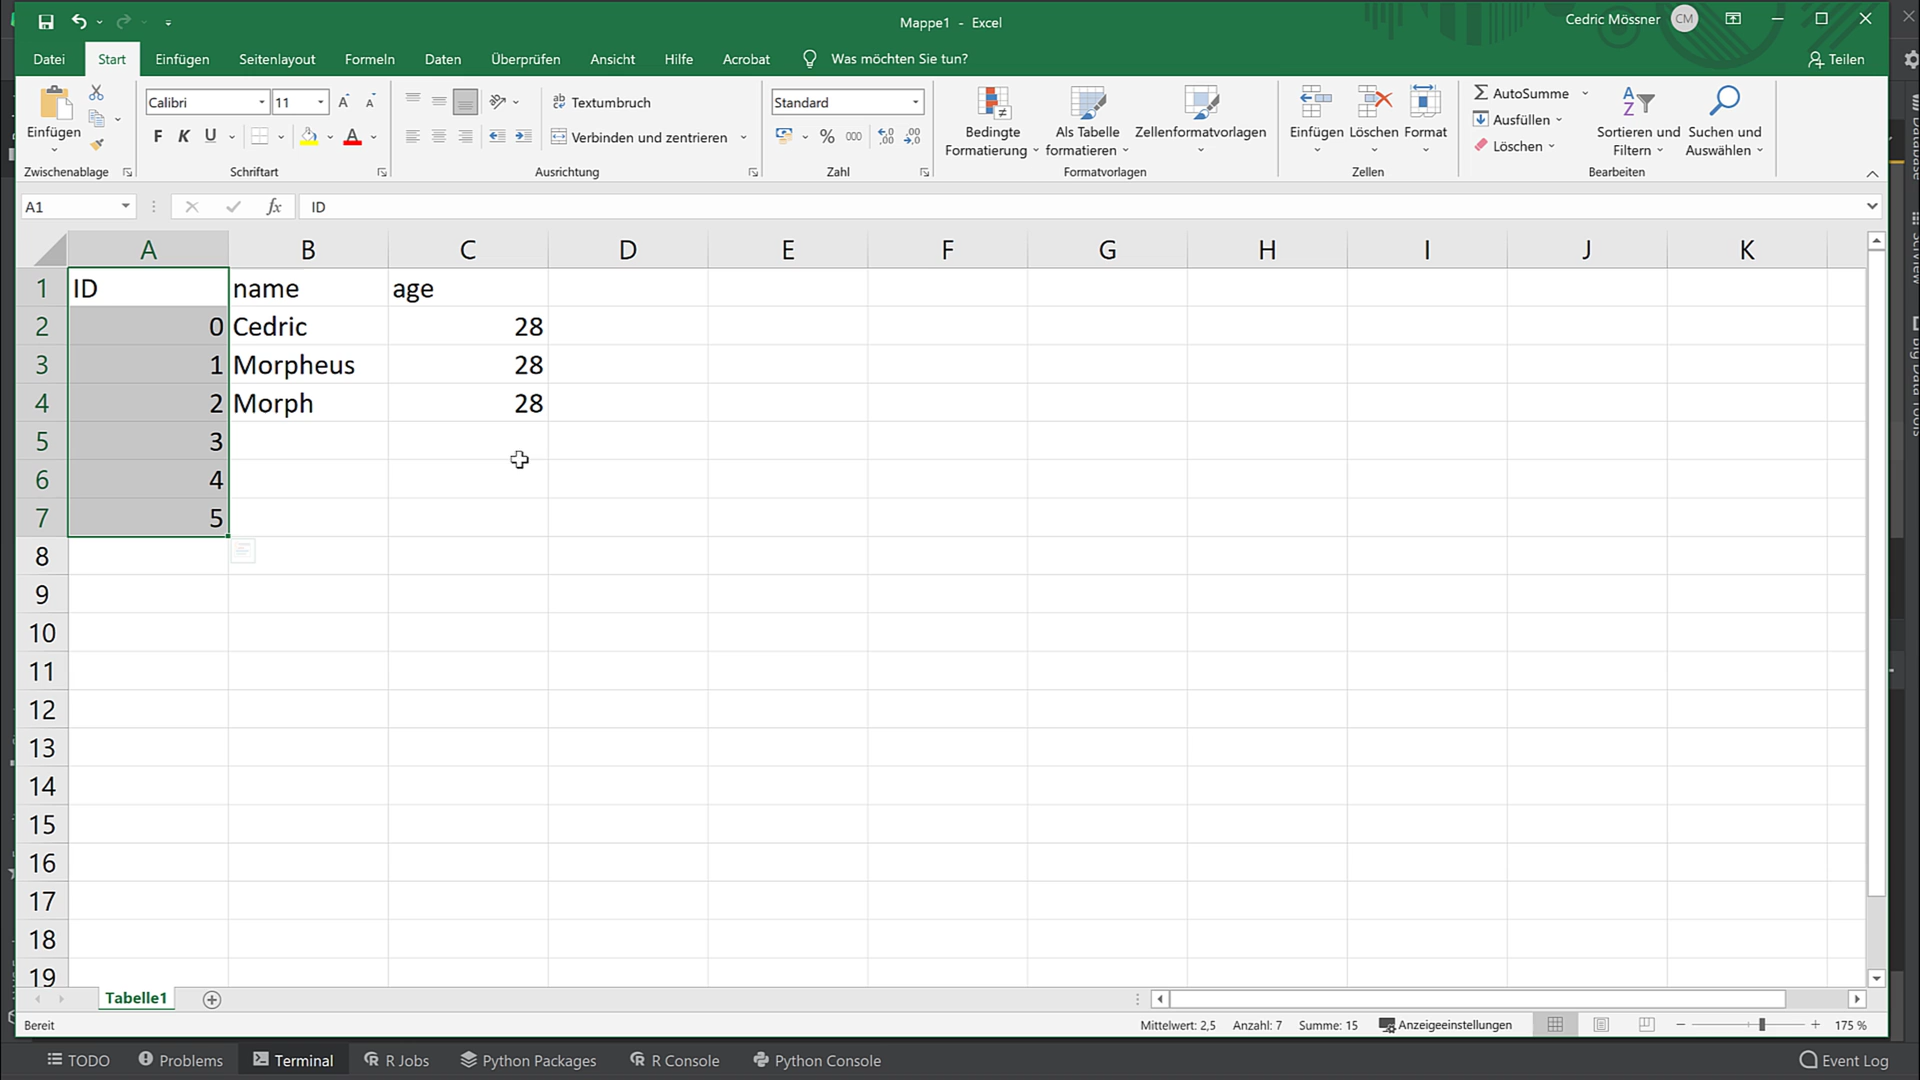 Mappe1 - Excel
Cedric Mössner
CM
Datei
Start
Einfügen
Seitenlayout
Formeln
Daten
Überprüfen
Ansicht
Hilfe
Acrobat
Was möchten Sie tun?
Teilen
Einfügen
Zwischenablage
Calibri
11
F K U
Schriftart
Textumbruch
Verbinden und zentrieren
Ausrichtung
Standard
% 000
Zahl
Bedingte Formatierung
Als Tabelle formatieren
Zellenformatvorlagen
Formatvorlagen
Einfügen
Löschen
Format
Zellen
AutoSumme
Ausfüllen
Löschen
Sortieren und Filtern
Suchen und Auswählen
Bearbeiten
A1
fx
ID
A B C D E F G H I J K
1 ID name age
2 0 Cedric 28
3 1 Morpheus 28
4 2 Morph 28
5 3
6 4
7 5
8
9
10
11
12
13
14
15
16
17
18
19
Tabelle1
Bereit
Mittelwert: 2,5
Anzahl: 7
Summe: 15
Anzeigeeinstellungen
175 %
TODO
Problems
Terminal
R Jobs
Python Packages
R Console
Python Console
Event Log